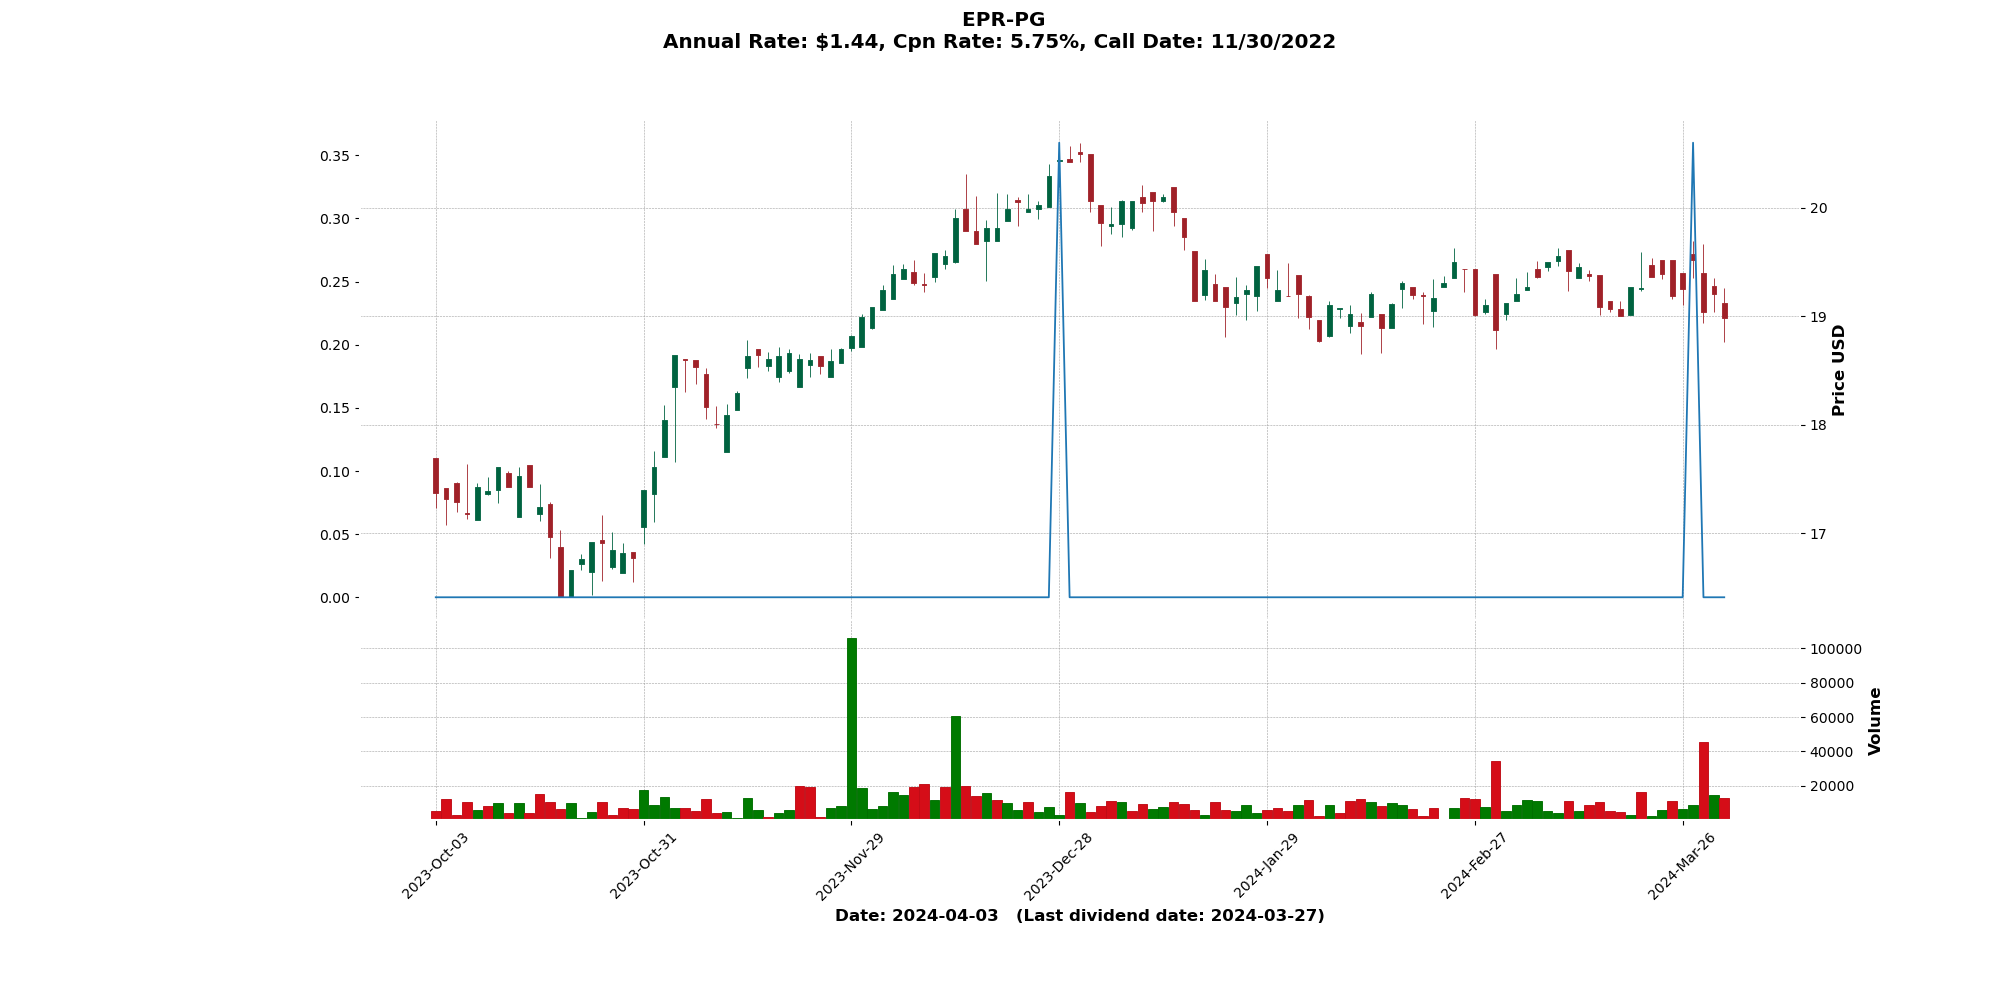 EPR-PG
Annual Rate: $1.44, Cpn Rate: 5.75%, Call Date: 11/30/2022
0.35
0.30
0.25
0.20
0.15
0.10
0.05
0.00
20
19
18
17
Price USD
100000
80000
60000
40000
20000
Volume
2023-Oct-03
2023-Oct-31
2023-Nov-29
2023-Dec-28
2024-Jan-29
2024-Feb-27
2024-Mar-26
Date: 2024-04-03 (Last dividend date: 2024-03-27)